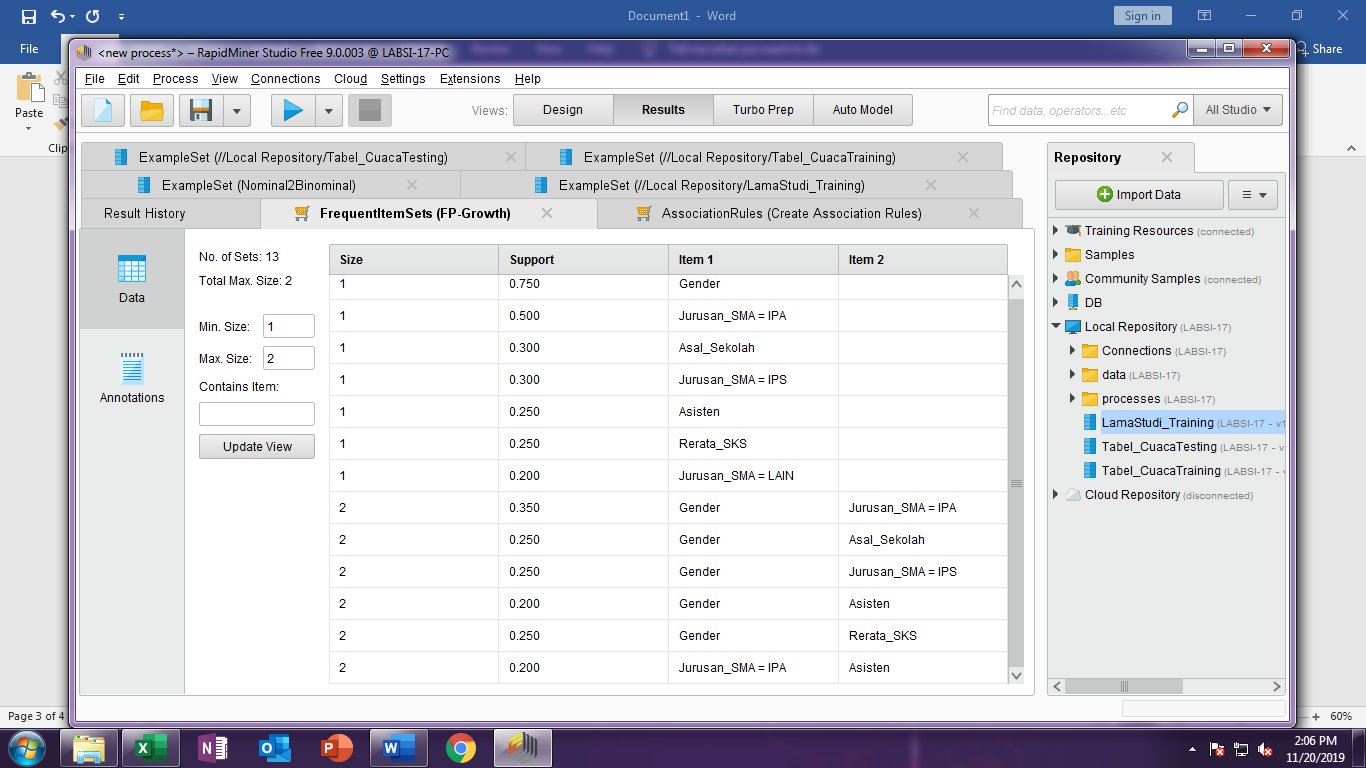 Document1 - Word
Sign in
File
Share
Paste
<new process*> – RapidMiner Studio Free 9.0.003 @ LABSI-17-PC
File Edit Process View Connections Cloud Settings Extensions Help
Views: Design Results Turbo Prep Auto Model
Find data, operators...etc All Studio
ExampleSet (//Local Repository/Tabel_CuacaTesting) ExampleSet (//Local Repository/Tabel_CuacaTraining)
ExampleSet (Nominal2Binominal) ExampleSet (//Local Repository/LamaStudi_Training)
Result History FrequentItemSets (FP-Growth) AssociationRules (Create Association Rules)
Data
Annotations
No. of Sets: 13
Total Max. Size: 2
Min. Size: 1
Max. Size: 2
Contains Item:
Update View
Size Support Item 1 Item 2
1 0.750 Gender
1 0.500 Jurusan_SMA = IPA
1 0.300 Asal_Sekolah
1 0.300 Jurusan_SMA = IPS
1 0.250 Asisten
1 0.250 Rerata_SKS
1 0.200 Jurusan_SMA = LAIN
2 0.350 Gender Jurusan_SMA = IPA
2 0.250 Gender Asal_Sekolah
2 0.250 Gender Jurusan_SMA = IPS
2 0.200 Gender Asisten
2 0.250 Gender Rerata_SKS
2 0.200 Jurusan_SMA = IPA Asisten
Repository
Import Data
Training Resources (connected)
Samples
Community Samples (connected)
DB
Local Repository (LABSI-17)
Connections (LABSI-17)
data (LABSI-17)
processes (LABSI-17)
LamaStudi_Training (LABSI-17 - v1
Tabel_CuacaTesting (LABSI-17 - v
Tabel_CuacaTraining (LABSI-17 -
Cloud Repository (disconnected)
Page 3 of 4
60%
2:06 PM
11/20/2019